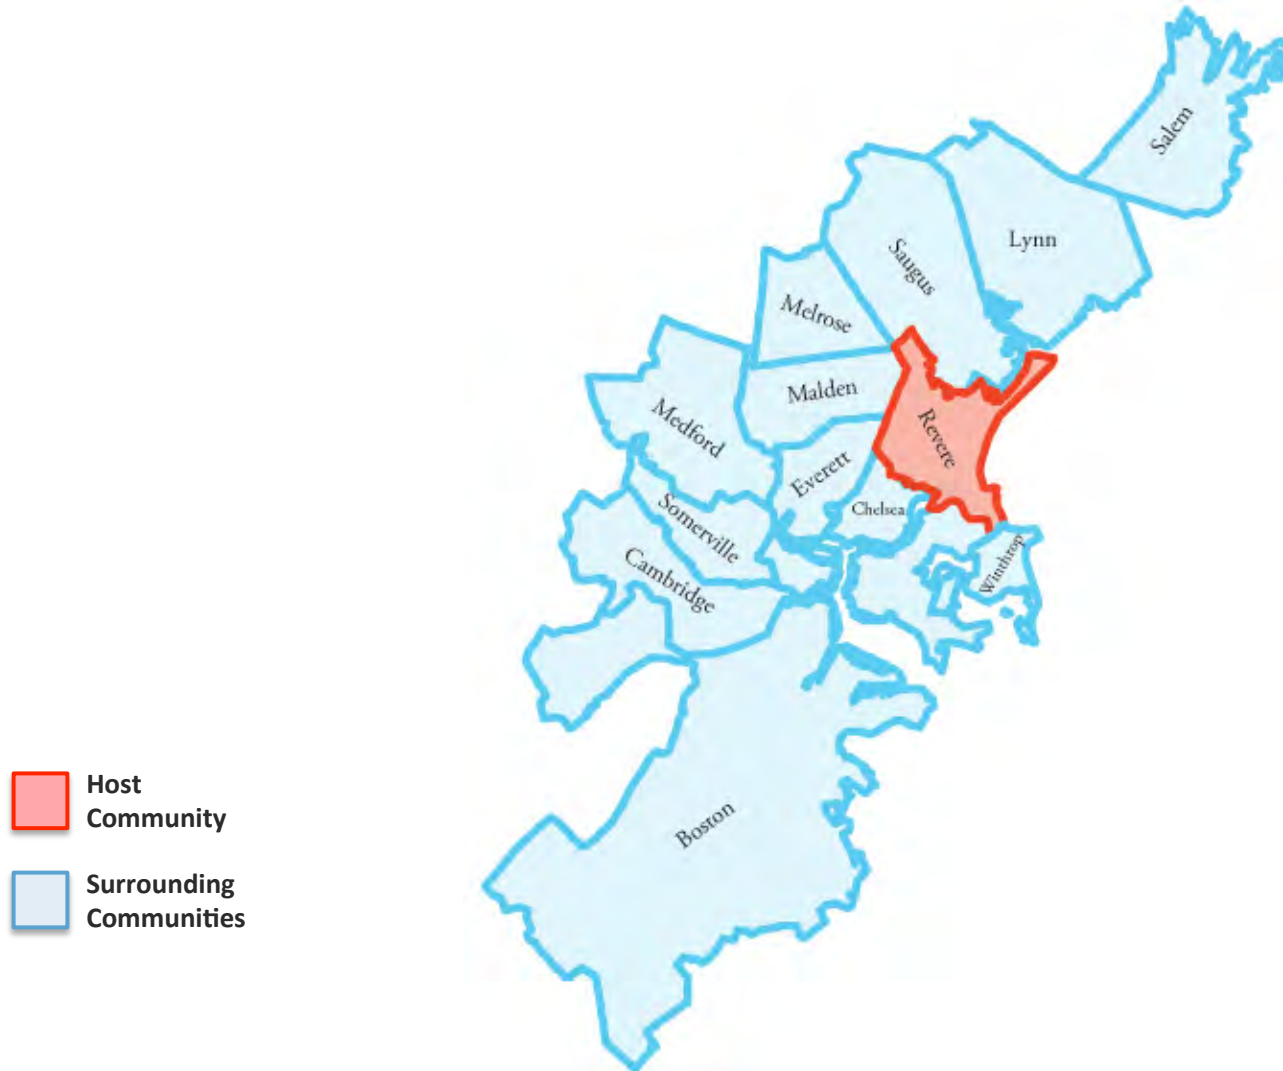 Salem
Lynn
Saugus
Melrose
Malden
Medford
Revere
Everett
Chelsea
Somerville
Winthrop
Cambridge
Boston
Host
Community
Surrounding
Communities